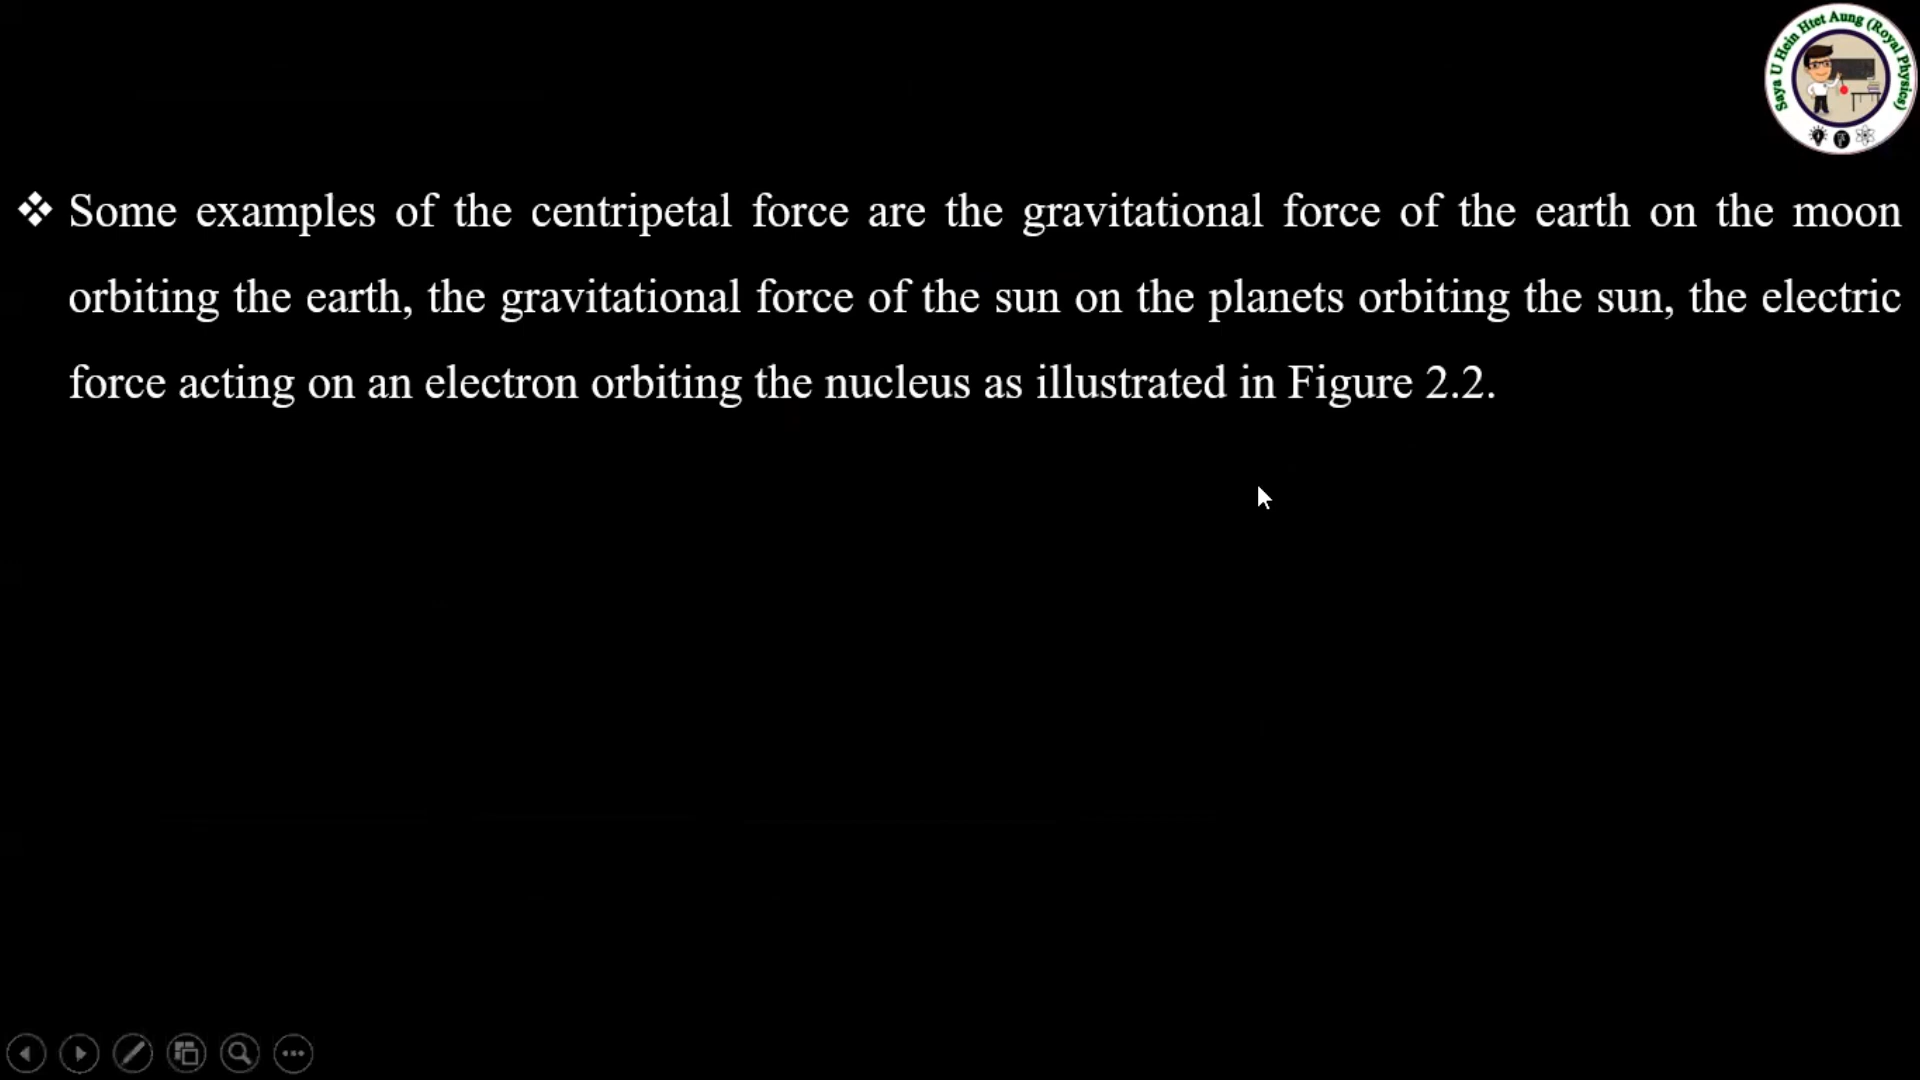 Saya U Hein Htet Aung (Royal Physics)
❖ Some examples of the centripetal force are the gravitational force of the earth on the moon
orbiting the earth, the gravitational force of the sun on the planets orbiting the sun, the electric
force acting on an electron orbiting the nucleus as illustrated in Figure 2.2.